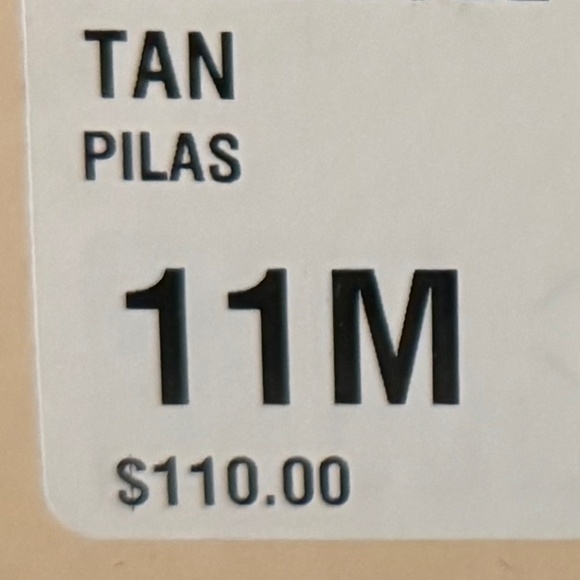 TAN
PILAS
11M
$110.00